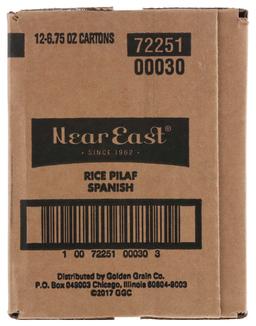 12-6.75 OZ CARTONS 72251
00030
Near East®
• SINCE 1962 •
RICE PILAF
SPANISH
1 00 72251 00030 3
Distributed by Golden Grain Co.
P.O. Box 049003 Chicago, Illinois 60604-9003
©2017 GGC